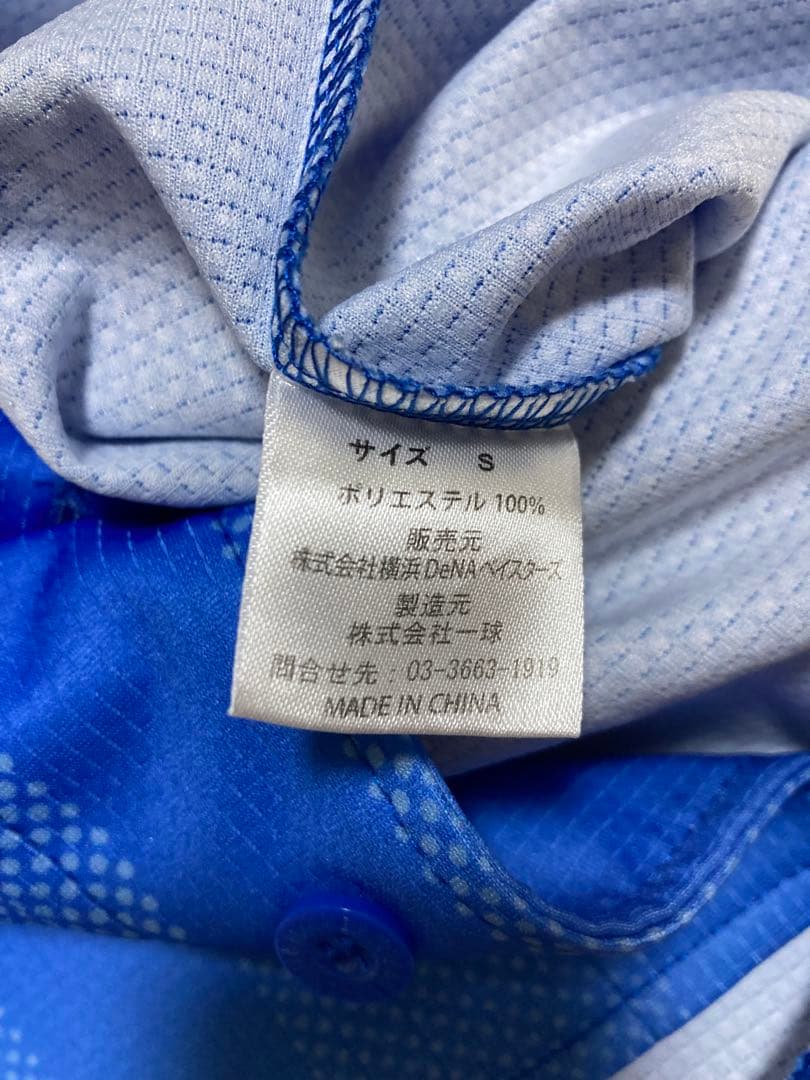 サイズ S
ポリエステル 100%
販売元
株式会社横浜DeNAベイスターズ
製造元
株式会社一球
問合せ先 : 03-3663-1919
MADE IN CHINA